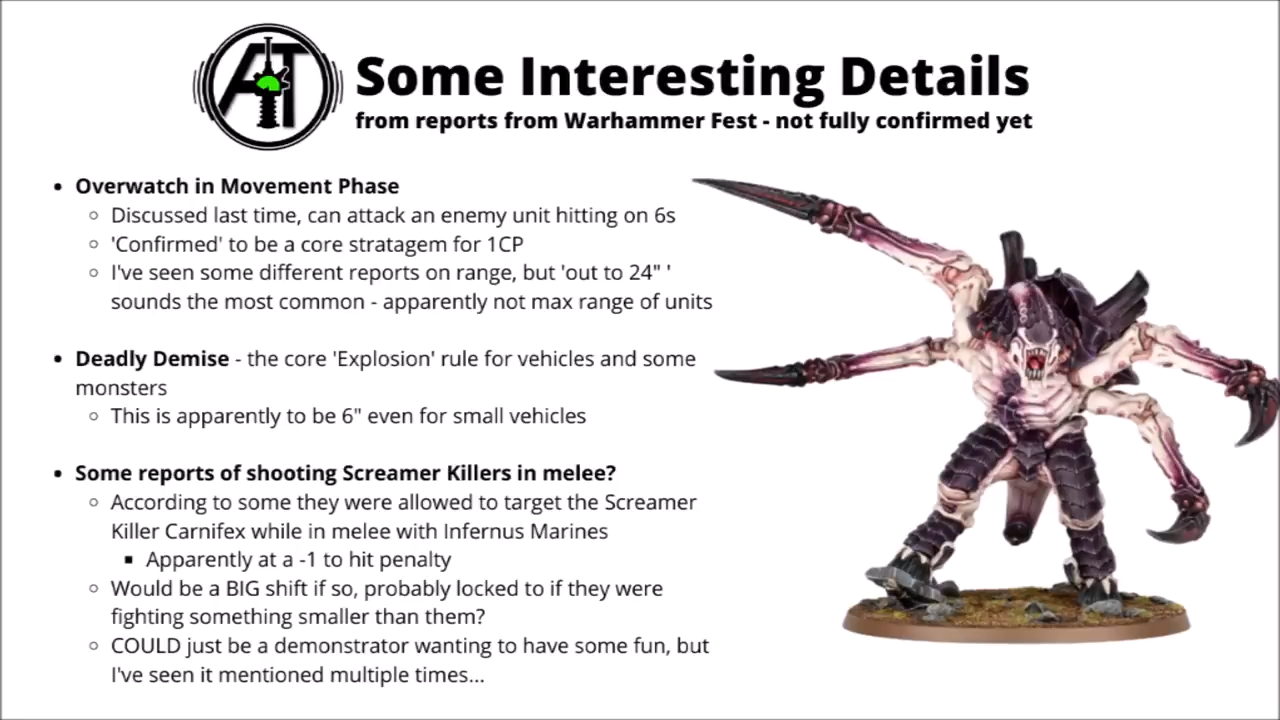 AT
Some Interesting Details
from reports from Warhammer Fest - not fully confirmed yet
• Overwatch in Movement Phase
○ Discussed last time, can attack an enemy unit hitting on 6s
○ 'Confirmed' to be a core stratagem for 1CP
○ I've seen some different reports on range, but 'out to 24" '
sounds the most common - apparently not max range of units
• Deadly Demise - the core 'Explosion' rule for vehicles and some
monsters
○ This is apparently to be 6" even for small vehicles
• Some reports of shooting Screamer Killers in melee?
○ According to some they were allowed to target the Screamer
Killer Carnifex while in melee with Infernus Marines
▪ Apparently at a -1 to hit penalty
○ Would be a BIG shift if so, probably locked to if they were
fighting something smaller than them?
○ COULD just be a demonstrator wanting to have some fun, but
I've seen it mentioned multiple times...